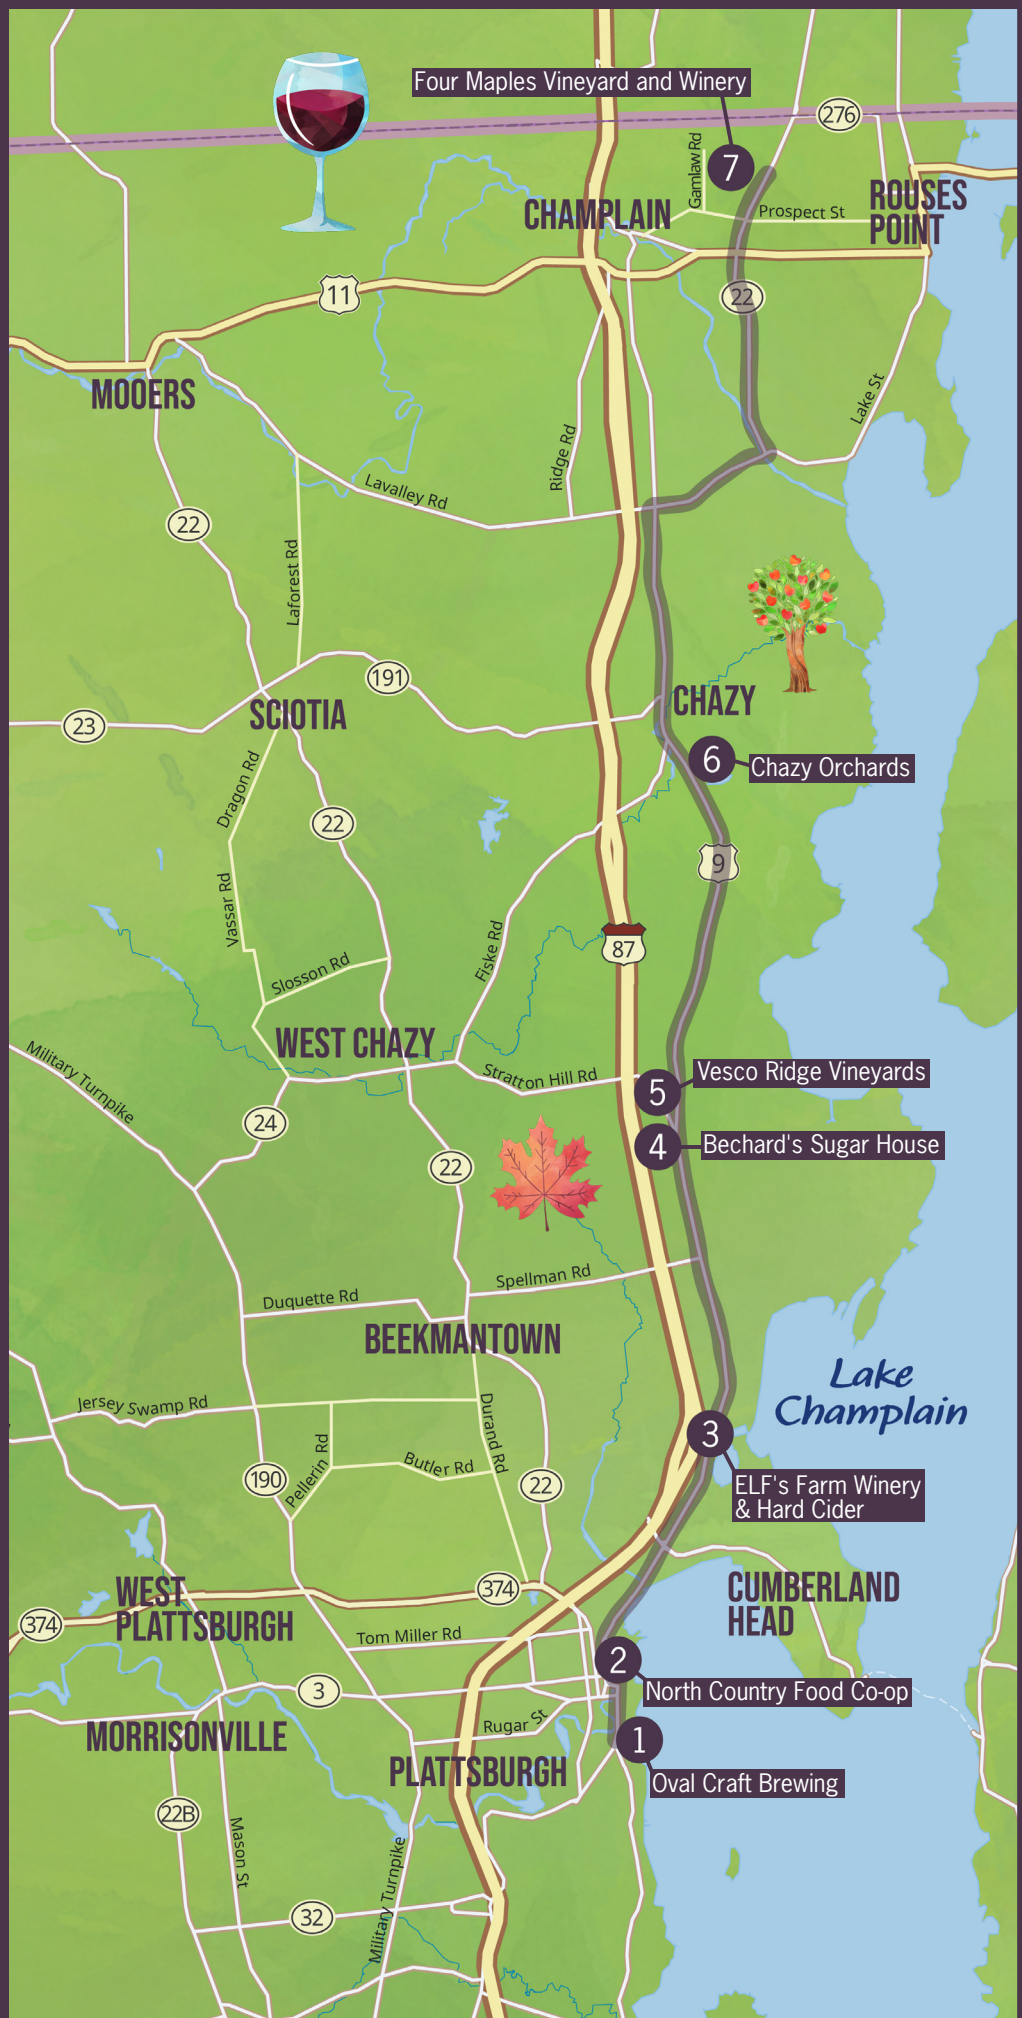 Four Maples Vineyard and Winery
276
Gamlaw Rd
7
ROUSES
POINT
CHAMPLAIN
Prospect St
11
22
MOOERS
Lake St
Ridge Rd
Lavalley Rd
22
Laforest Rd
191
CHAZY
SCIOTIA
23
6
Chazy Orchards
Dragon Rd
22
9
Vassar Rd
Fiske Rd
87
Slosson Rd
WEST CHAZY
Military Turnpike
Stratton Hill Rd
5
Vesco Ridge Vineyards
24
4
Bechard's Sugar House
22
Spellman Rd
Duquette Rd
BEEKMANTOWN
Lake
Champlain
Jersey Swamp Rd
Durand Rd
3
Pellerin Rd
Butler Rd
190
22
ELF's Farm Winery
& Hard Cider
374
WEST
PLATTSBURGH
CUMBERLAND
HEAD
374
Tom Miller Rd
2
3
North Country Food Co-op
Rugar St
MORRISONVILLE
1
PLATTSBURGH
Oval Craft Brewing
22B
Mason St
Military Turnpike
32